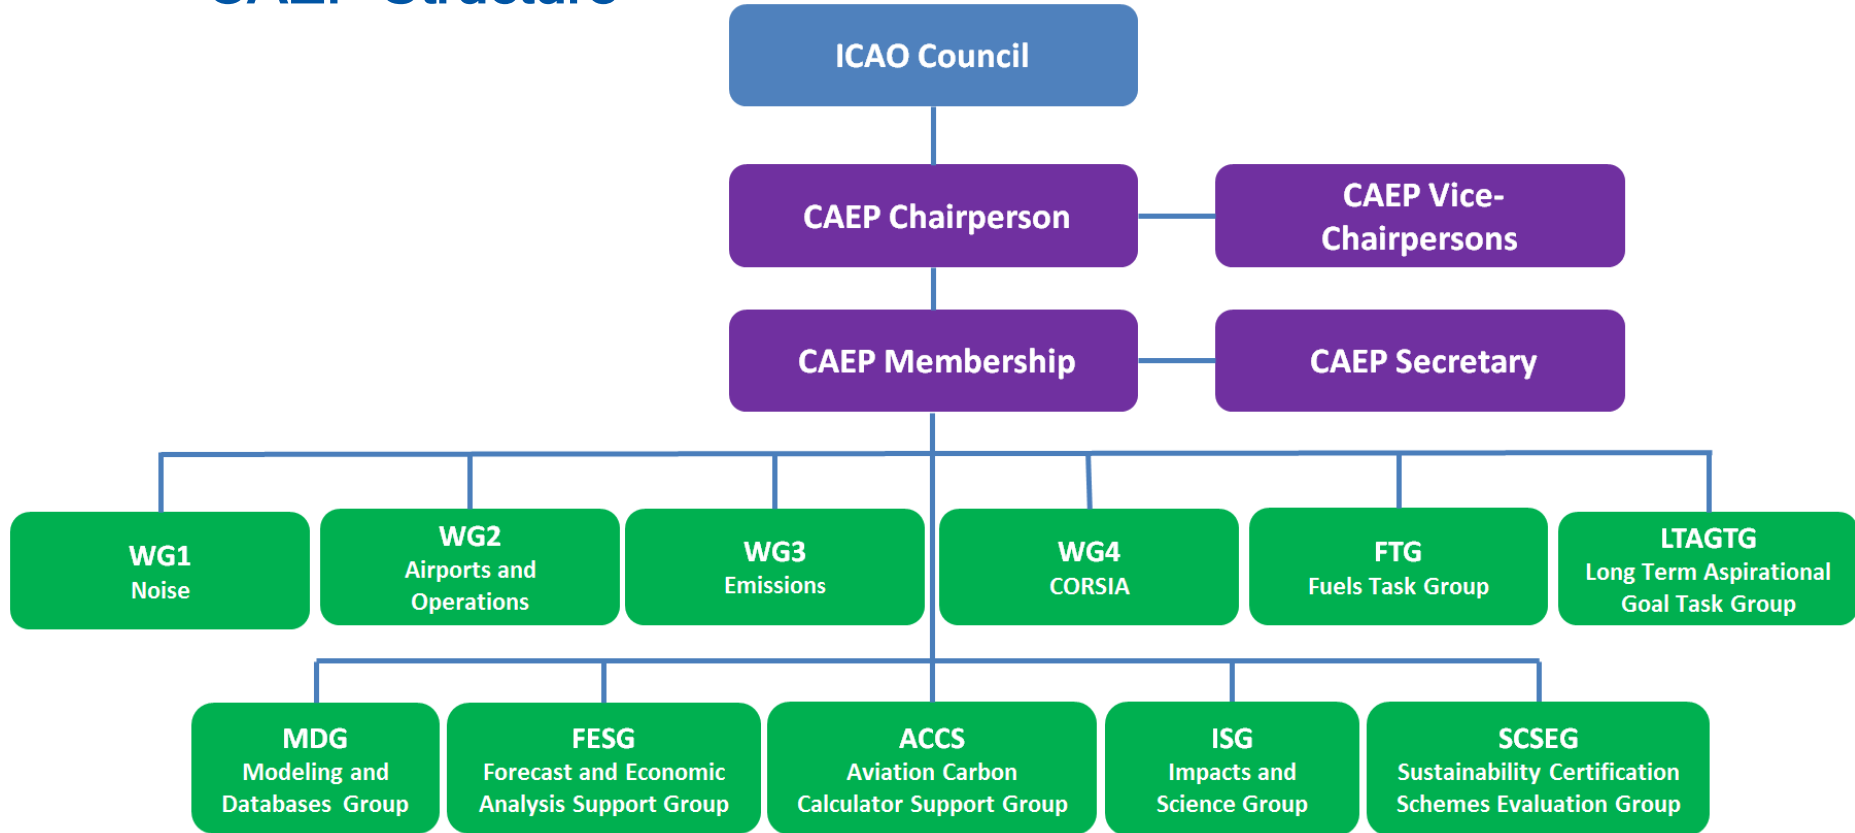 CAEP Structure
ICAO Council
CAEP Chairperson
CAEP Vice-
Chairpersons
CAEP Membership
CAEP Secretary
WG1
Noise
WG2
Airports and
Operations
WG3
Emissions
WG4
CORSIA
FTG
Fuels Task Group
LTAGTG
Long Term Aspirational
Goal Task Group
MDG
Modeling and
Databases Group
FESG
Forecast and Economic
Analysis Support Group
ACCS
Aviation Carbon
Calculator Support Group
ISG
Impacts and
Science Group
SCSEG
Sustainability Certification
Schemes Evaluation Group